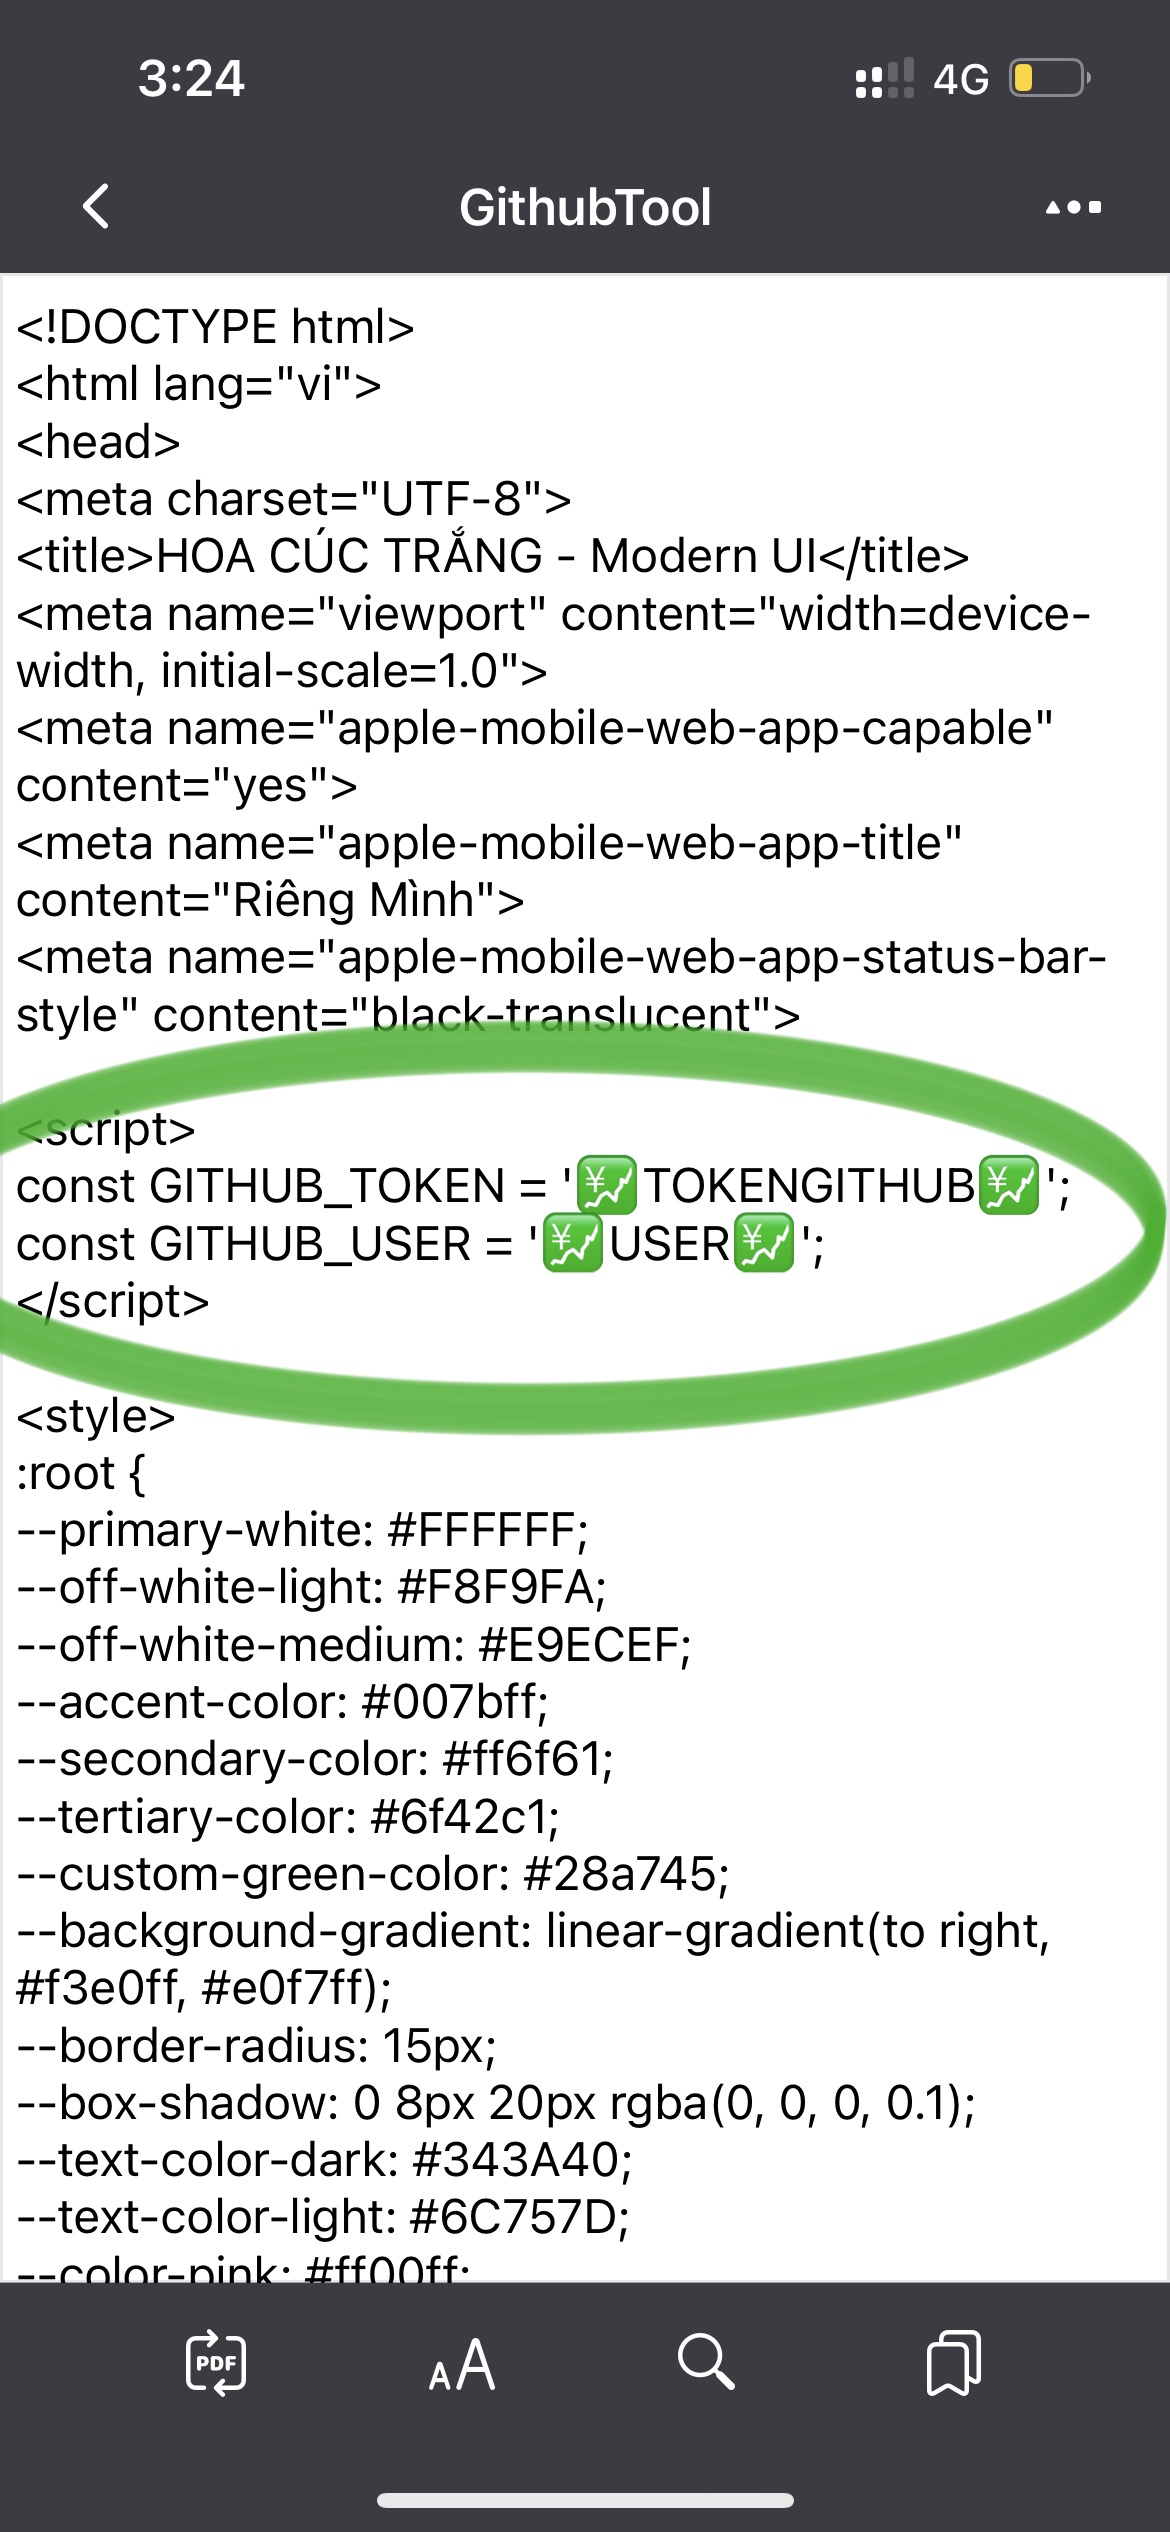 3:24
4G
GithubTool
<!DOCTYPE html>
<html lang="vi">
<head>
<meta charset="UTF-8">
<title>HOA CÚC TRẮNG - Modern UI</title>
<meta name="viewport" content="width=device-
width, initial-scale=1.0">
<meta name="apple-mobile-web-app-capable"
content="yes">
<meta name="apple-mobile-web-app-title"
content="Riêng Mình">
<meta name="apple-mobile-web-app-status-bar-
style" content="black-translucent">
<script>
const GITHUB_TOKEN = '💹TOKENGITHUB💹';
const GITHUB_USER = '💹USER💹';
</script>
<style>
:root {
--primary-white: #FFFFFF;
--off-white-light: #F8F9FA;
--off-white-medium: #E9ECEF;
--accent-color: #007bff;
--secondary-color: #ff6f61;
--tertiary-color: #6f42c1;
--custom-green-color: #28a745;
--background-gradient: linear-gradient(to right,
#f3e0ff, #e0f7ff);
--border-radius: 15px;
--box-shadow: 0 8px 20px rgba(0, 0, 0, 0.1);
--text-color-dark: #343A40;
--text-color-light: #6C757D;
--color-pink: #ff00ff;
PDF
AA